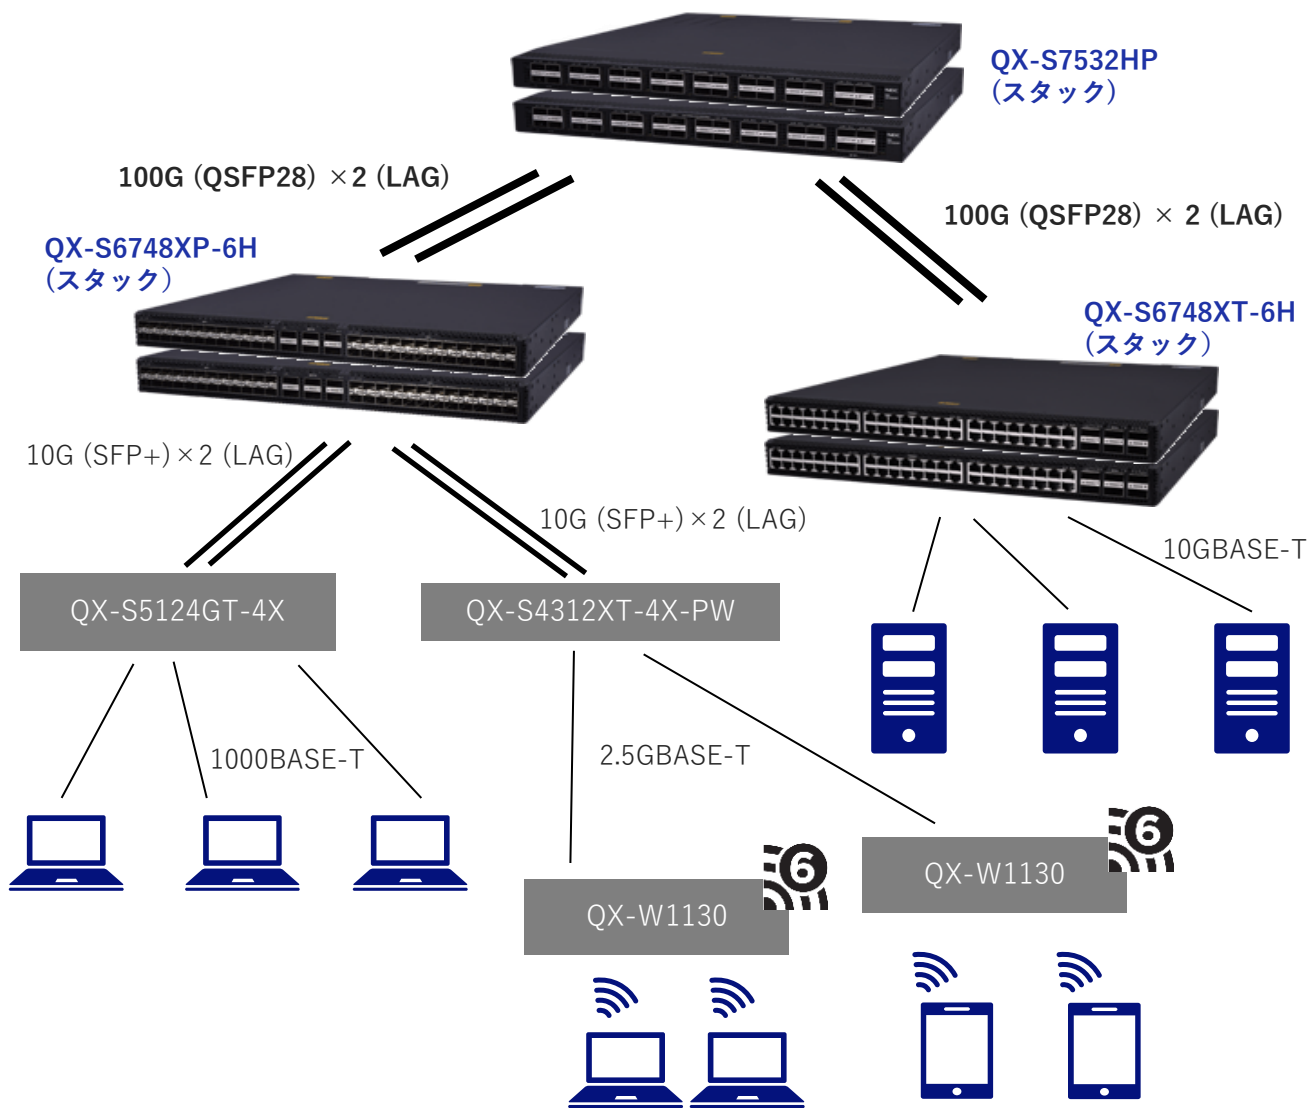 QX-S7532HP
(スタック)
100G (QSFP28) ×2 (LAG)
100G (QSFP28) × 2 (LAG)
QX-S6748XP-6H
(スタック)
QX-S6748XT-6H
(スタック)
10G (SFP+)×2 (LAG)
10G (SFP+)×2 (LAG)
10GBASE-T
QX-S5124GT-4X
QX-S4312XT-4X-PW
1000BASE-T
2.5GBASE-T
6
QX-W1130
6
QX-W1130